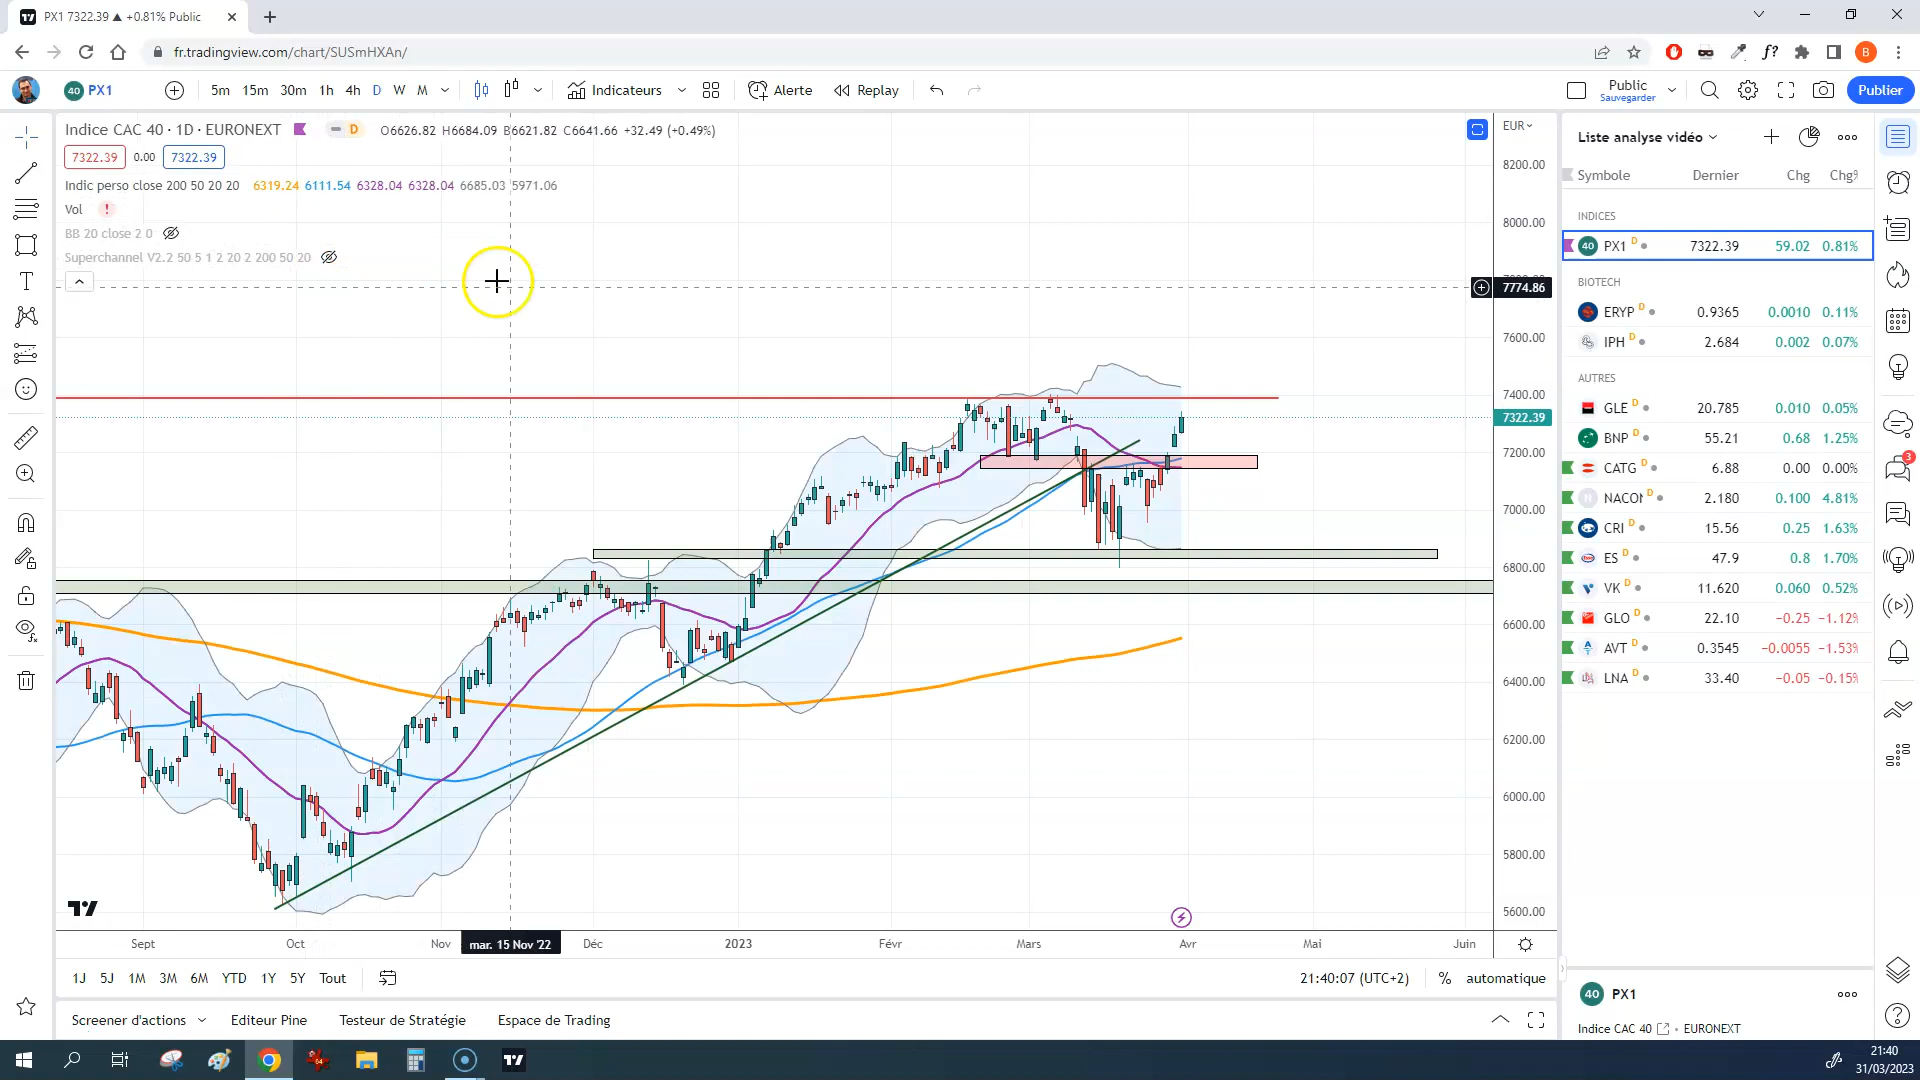 PX1 7322.39 ▲ +0.81% Public
fr.tradingview.com/chart/SUSmHXAn/
f?
B
40 PX1
5m 15m 30m 1h 4h D W M
Indicateurs
Alerte
Replay
Public
Sauvegarder
Publier
Indice CAC 40 · 1D · EURONEXT
D
O6626.82 H6684.09 B6621.82 C6641.66 +32.49 (+0.49%)
EUR
7322.39 0.00 7322.39
Indic perso close 200 50 20 20 6319.24 6111.54 6328.04 6328.04 6685.03 5971.06
Vol !
BB 20 close 2 0
Superchannel V2.2 50 5 1 2 20 2 200 50 20
8200.00
8000.00
7774.86
7600.00
7400.00
7322.39
7200.00
7000.00
6800.00
6600.00
6400.00
6200.00
6000.00
5800.00
5600.00
Sept Oct Nov mar. 15 Nov '22 Déc 2023 Févr Mars Avr Mai Juin
1J 5J 1M 3M 6M YTD 1Y 5Y Tout
21:40:07 (UTC+2) % automatique
Screener d'actions Editeur Pine Testeur de Stratégie Espace de Trading
Liste analyse vidéo
Symbole Dernier Chg
INDICES
40 PX1 D 7322.39 59.02 0.81%
BIOTECH
ERYP D 0.9365 0.0010 0.11%
IPH D 2.684 0.002 0.07%
AUTRES
GLE D 20.785 0.010 0.05%
BNP D 55.21 0.68 1.25%
CATG D 6.88 0.00 0.00%
NACON D 2.180 0.100 4.81%
CRI D 15.56 0.25 1.63%
ES D 47.9 0.8 1.70%
VK D 11.620 0.060 0.52%
GLO D 22.10 −0.25 −1.12%
AVT D 0.3545 −0.0055 −1.53%
LNA D 33.40 −0.05 −0.15%
3
40 PX1
Indice CAC 40 EURONEXT
21:40
31/03/2023